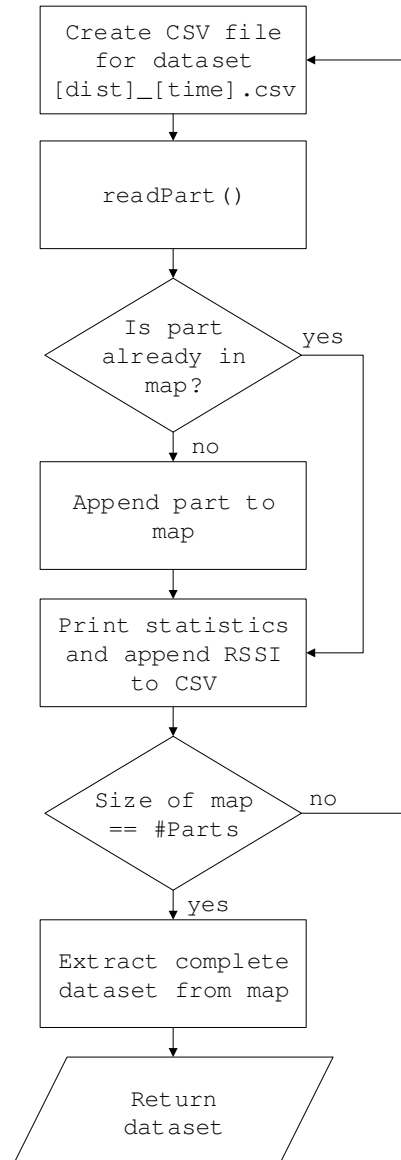 Create CSV file
for dataset
[dist]_[time].csv
readPart()
Is part
already in
map?
yes
no
Append part to
map
Print statistics
and append RSSI
to CSV
Size of map
== #Parts
no
yes
Extract complete
dataset from map
Return
dataset